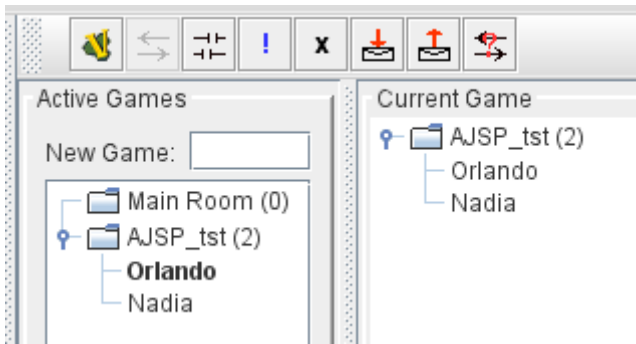 ! x ?
Active Games
New Game:
Main Room (0)
AJSP_tst (2)
Orlando
Nadia
Current Game
AJSP_tst (2)
Orlando
Nadia